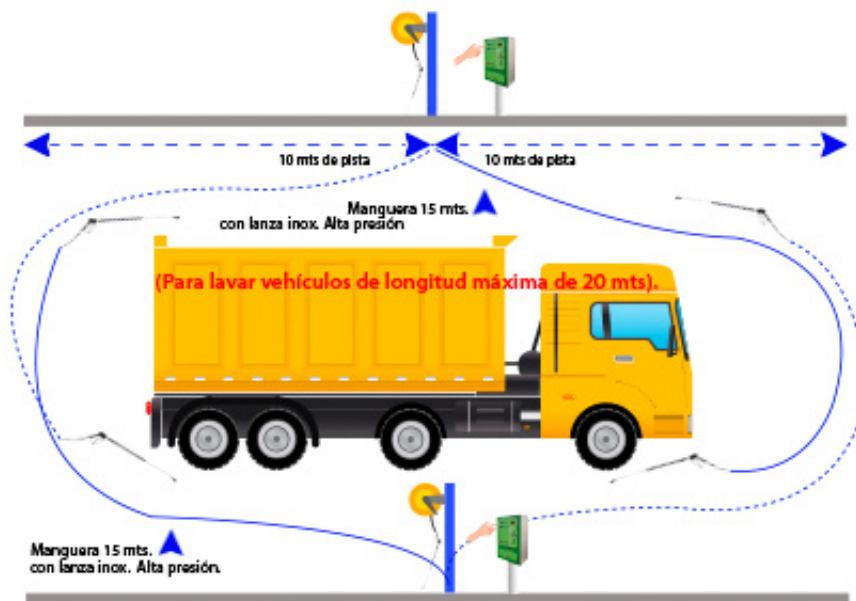 10 mts de pista
10 mts de pista
Manguera 15 mts.
con lanza inox. Alta presión
(Para lavar vehículos de longitud máxima de 20 mts).
Manguera 15 mts.
con lanza inox. Alta presión.